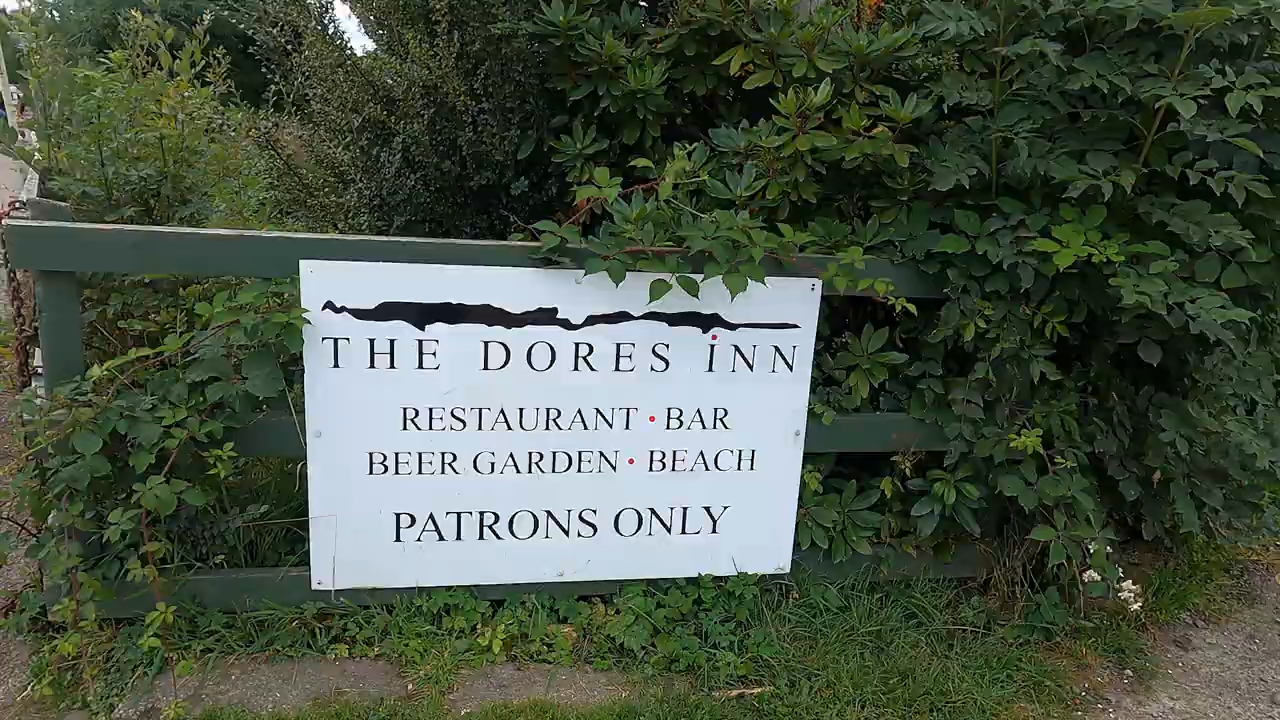 THE DORES iNN
RESTAURANT • BAR
BEER GARDEN • BEACH
PATRONS ONLY